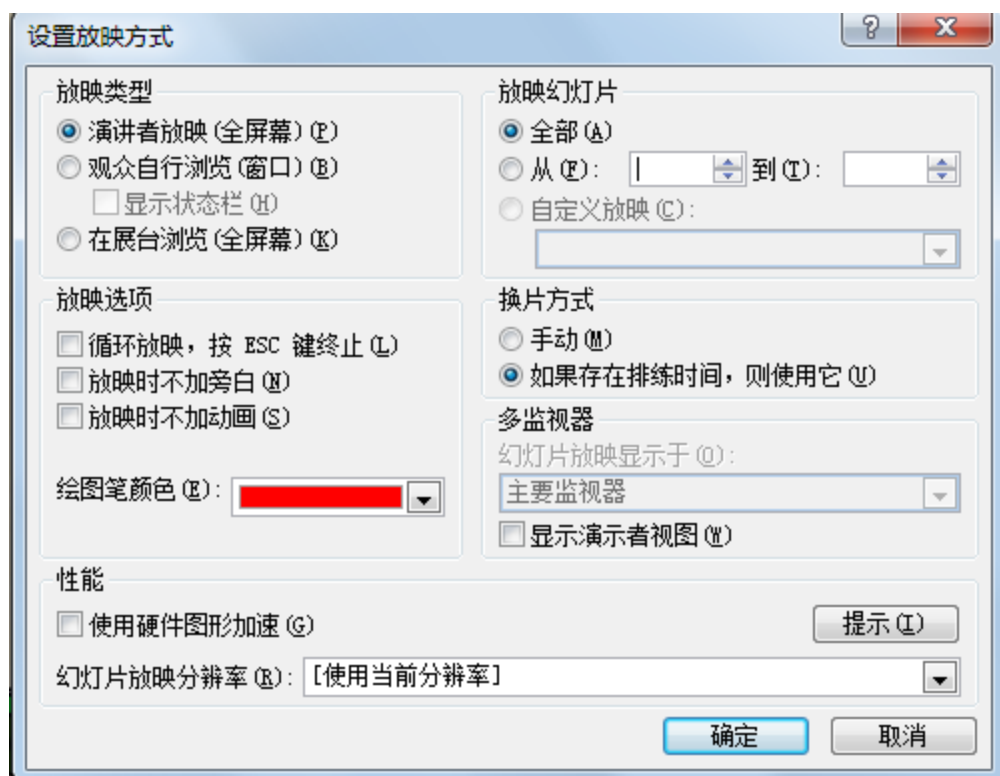 设置放映方式
放映类型
演讲者放映(全屏幕)(P)
观众自行浏览(窗口)(B)
显示状态栏(H)
在展台浏览(全屏幕)(K)
放映幻灯片
全部(A)
从(F): 到(T):
自定义放映(C):
放映选项
循环放映，按 ESC 键终止(L)
放映时不加旁白(N)
放映时不加动画(S)
绘图笔颜色(E):
换片方式
手动(M)
如果存在排练时间，则使用它(U)
多监视器
幻灯片放映显示于(O):
主要监视器
显示演示者视图(W)
性能
使用硬件图形加速(G)
提示(I)
幻灯片放映分辨率(R): [使用当前分辨率]
确定 取消